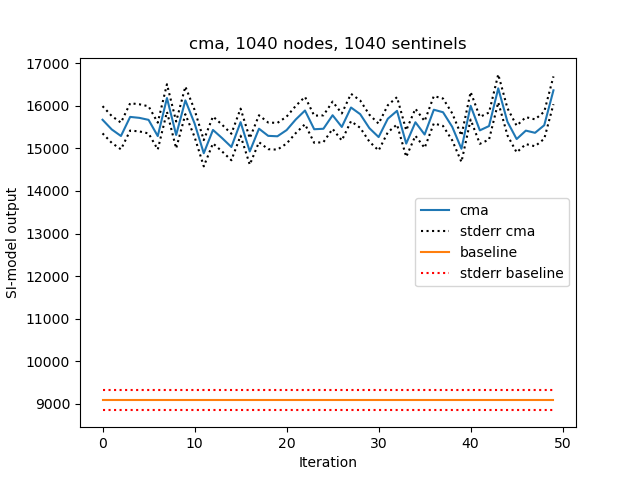 cma, 1040 nodes, 1040 sentinels
17000
16000
15000
14000
13000
12000
11000
10000
9000
SI-model output
cma
stderr cma
baseline
stderr baseline
0 10 20 30 40 50
Iteration